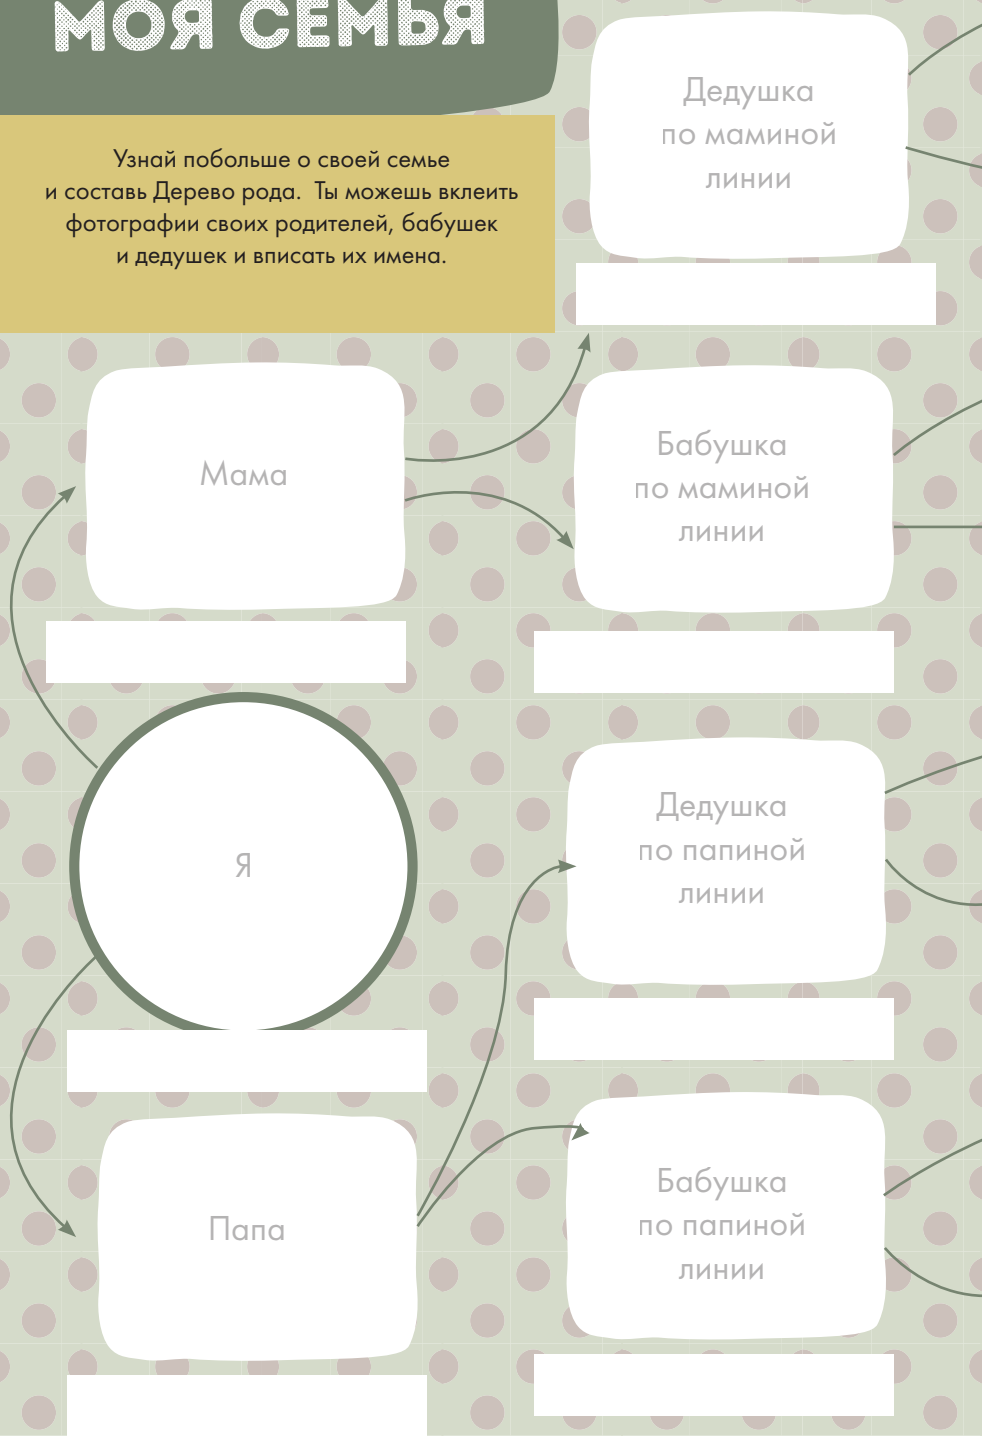 МОЯ СЕМЬЯ
Узнай побольше о своей семье
и составь Дерево рода. Ты можешь вклеить
фотографии своих родителей, бабушек
и дедушек и вписать их имена.
Дедушка
по маминой
линии
Мама
Бабушка
по маминой
линии
Я
Дедушка
по папиной
линии
Папа
Бабушка
по папиной
линии